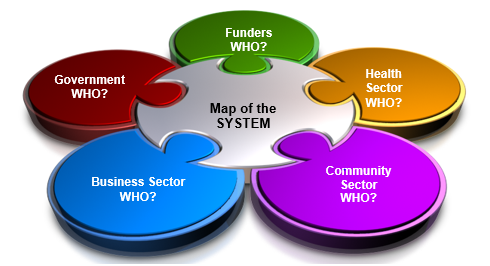 Funders
WHO?
Government
WHO?
Health
Sector
WHO?
Map of the
SYSTEM
Business Sector
WHO?
Community
Sector
WHO?